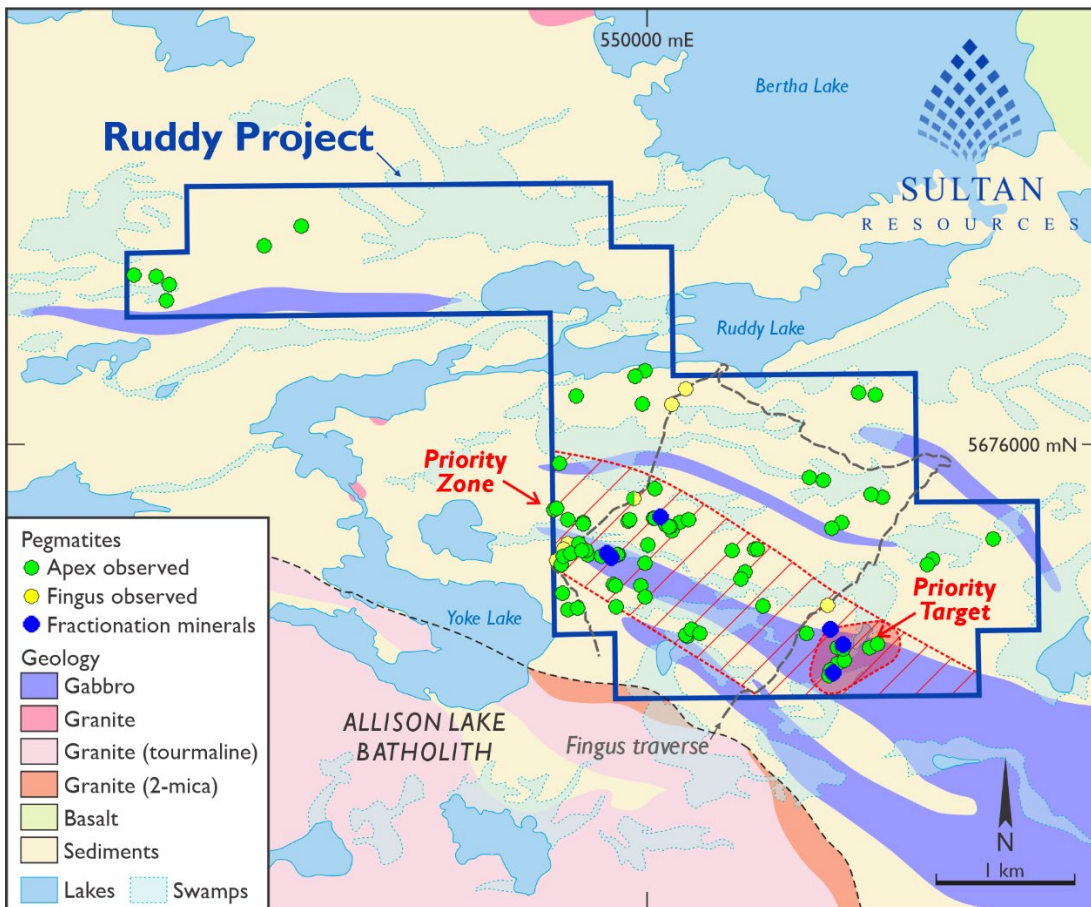 550000 mE
Bertha Lake
Ruddy Project
SULTAN
RESOURCES
Ruddy Lake
5676000 mN
Priority
Zone
Priority
Target
Yoke Lake
ALLISON LAKE
BATHOLITH
Fingus traverse
Pegmatites
Apex observed
Fingus observed
Fractionation minerals
Geology
Gabbro
Granite
Granite (tourmaline)
Granite (2-mica)
Basalt
Sediments
Lakes
Swamps
N
1 km